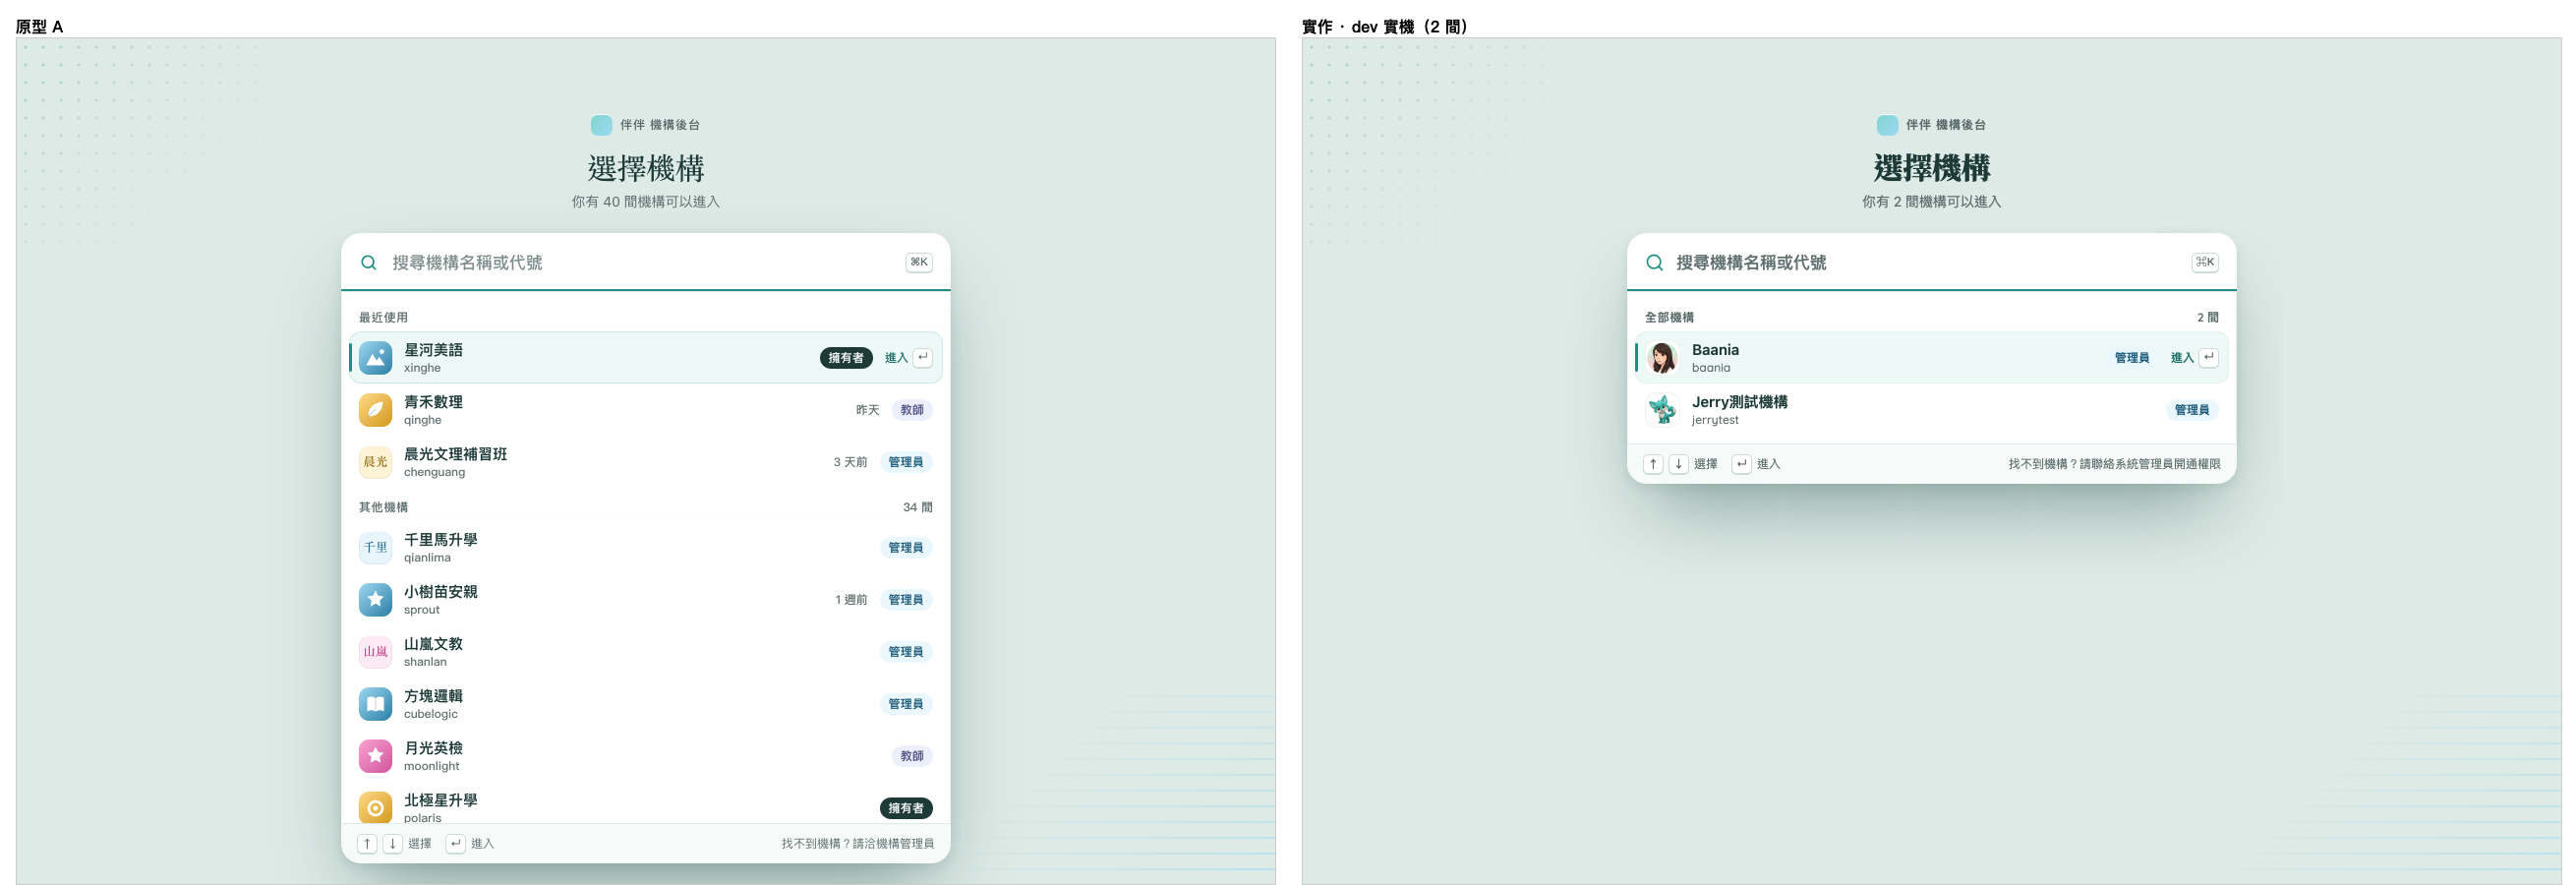 原型 A
伴伴 機構後台
選擇機構
你有 40 間機構可以進入
搜尋機構名稱或代號 ⌘K
最近使用
星河美語
xinghe
擁有者 進入 ↵
青禾數理
qinghe
昨天 教師
晨光 晨光文理補習班
chenguang
3 天前 管理員
其他機構 34 間
千里 千里馬升學
qianlima
管理員
小樹苗安親
sprout
1 週前 管理員
山嵐 山嵐文教
shanlan
管理員
方塊邏輯
cubelogic
管理員
月光英檢
moonlight
教師
北極星升學
polaris
擁有者
↑ ↓ 選擇 ↵ 進入 找不到機構？請洽機構管理員
實作 · dev 實機（2 間）
伴伴 機構後台
選擇機構
你有 2 間機構可以進入
搜尋機構名稱或代號 ⌘K
全部機構 2 間
Baania
baania
管理員 進入 ↵
Jerry測試機構
jerrytest
管理員
↑ ↓ 選擇 ↵ 進入 找不到機構？請聯絡系統管理員開通權限